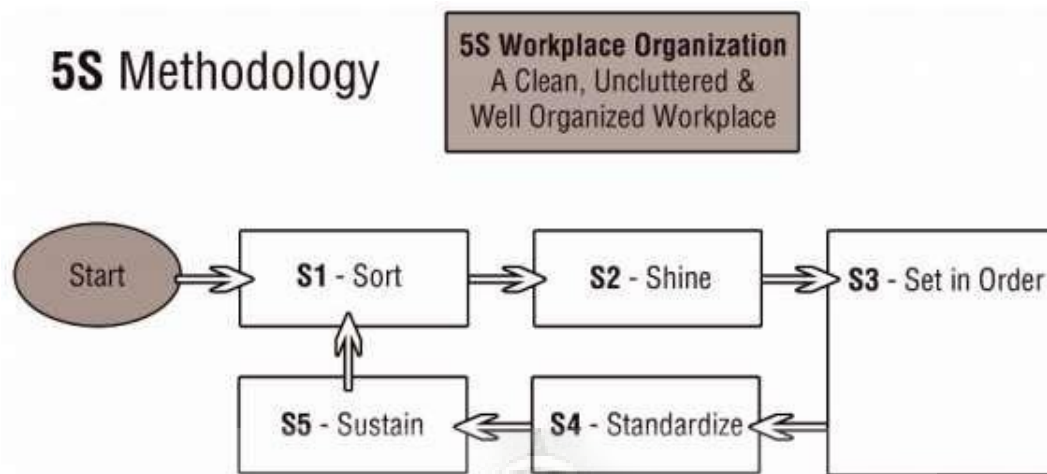 5S Methodology
5S Workplace Organization
A Clean, Uncluttered &
Well Organized Workplace
Start
S1 - Sort
S2 - Shine
S3 - Set in Order
S5 - Sustain
S4 - Standardize